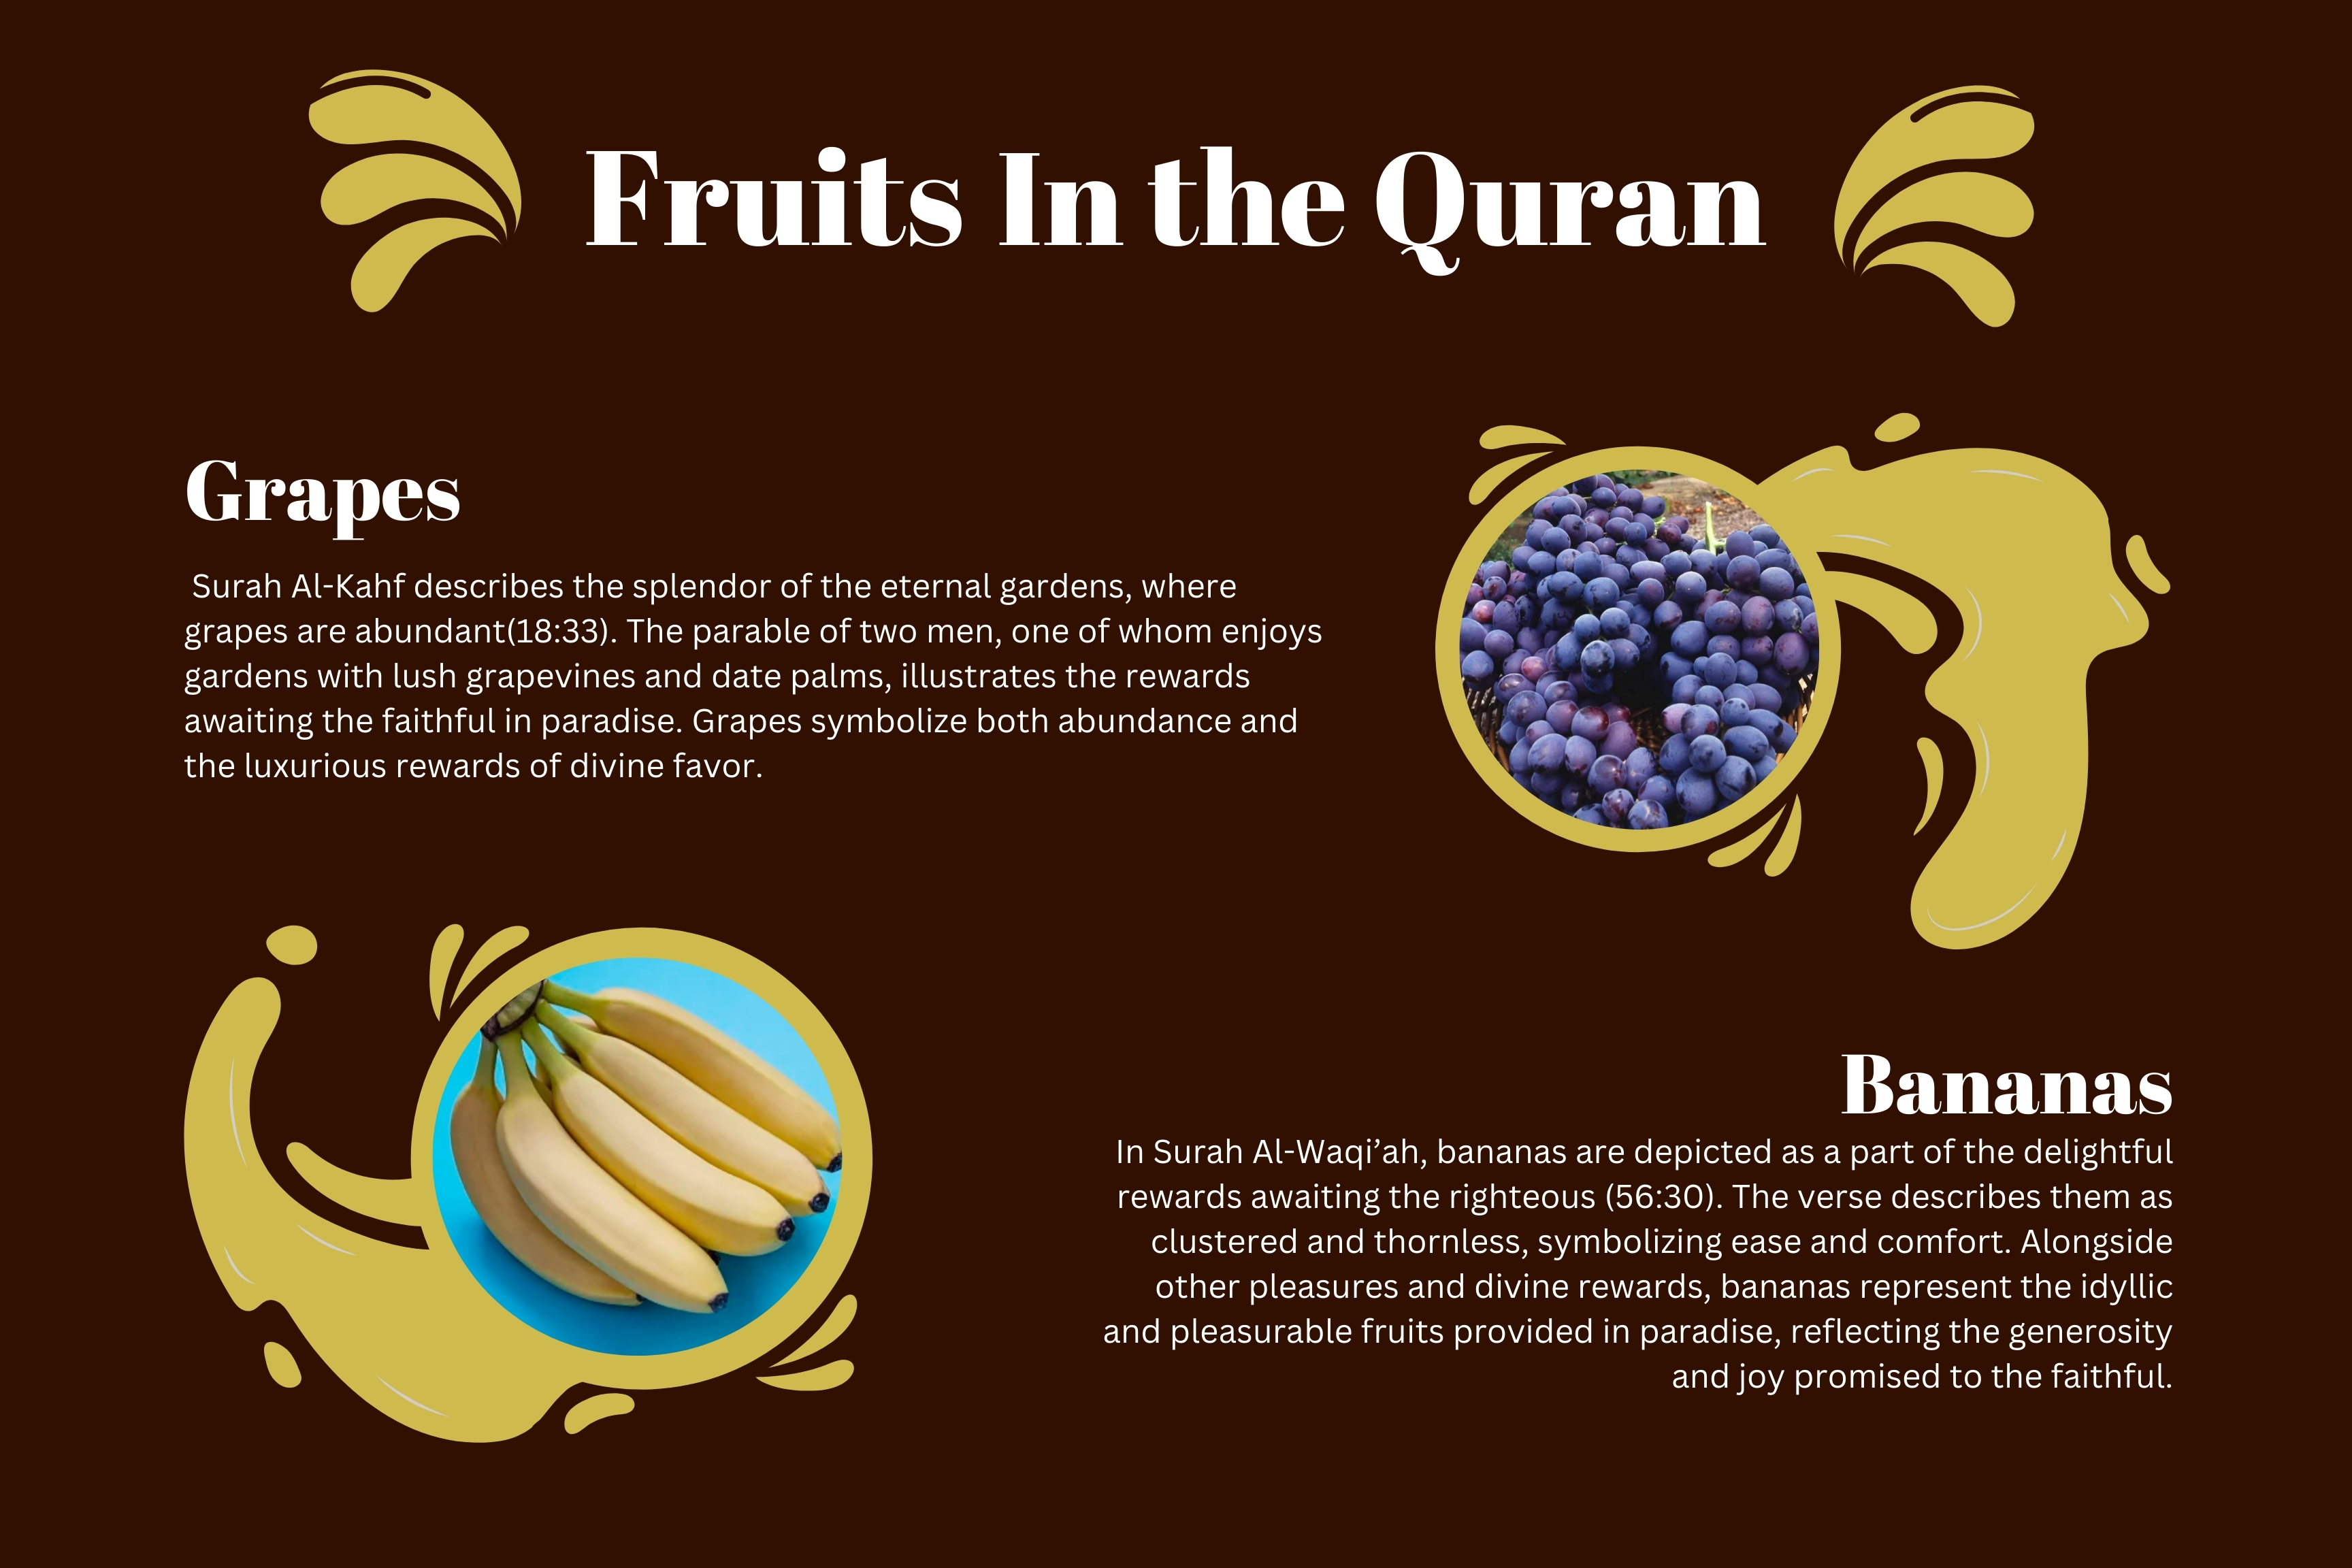 Fruits In the Quran
Grapes
Surah Al-Kahf describes the splendor of the eternal gardens, where
grapes are abundant(18:33). The parable of two men, one of whom enjoys
gardens with lush grapevines and date palms, illustrates the rewards
awaiting the faithful in paradise. Grapes symbolize both abundance and
the luxurious rewards of divine favor.
Bananas
In Surah Al-Waqi’ah, bananas are depicted as a part of the delightful
rewards awaiting the righteous (56:30). The verse describes them as
clustered and thornless, symbolizing ease and comfort. Alongside
other pleasures and divine rewards, bananas represent the idyllic
and pleasurable fruits provided in paradise, reflecting the generosity
and joy promised to the faithful.